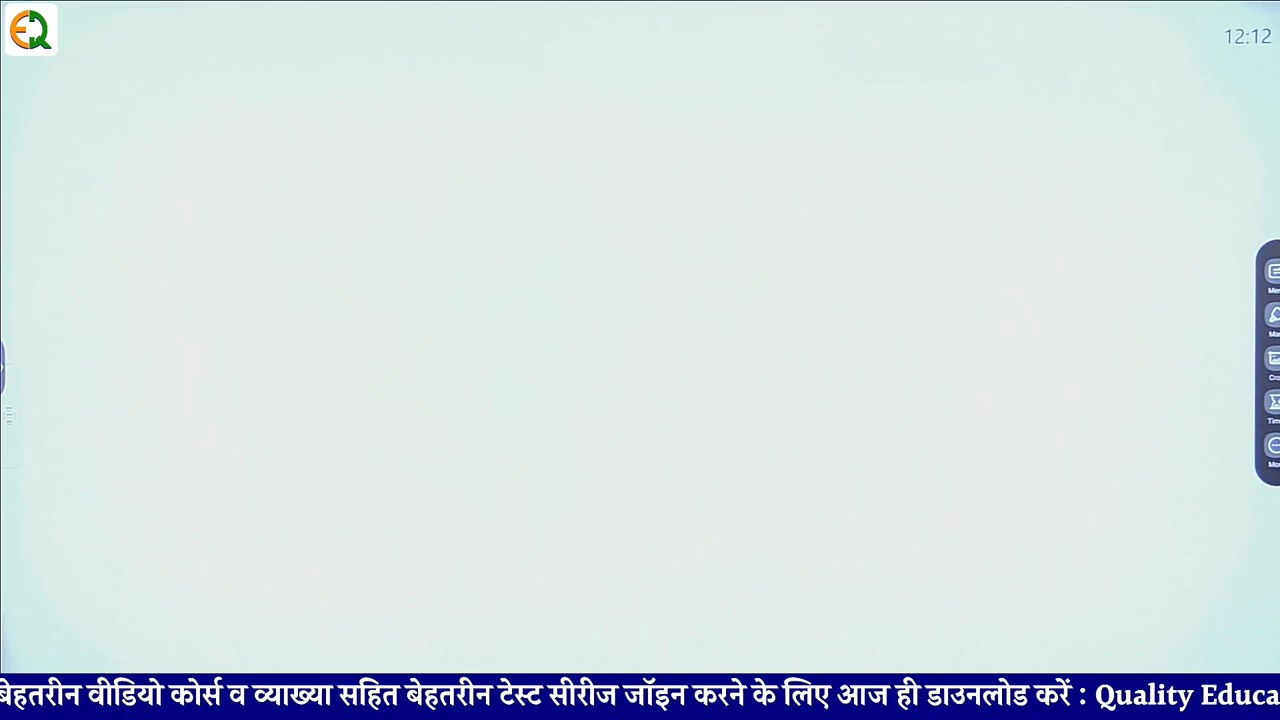 12:12
बेहतरीन वीडियो कोर्स व व्याख्या सहित बेहतरीन टेस्ट सीरीज जॉइन करने के लिए आज ही डाउनलोड करें : Quality Educa